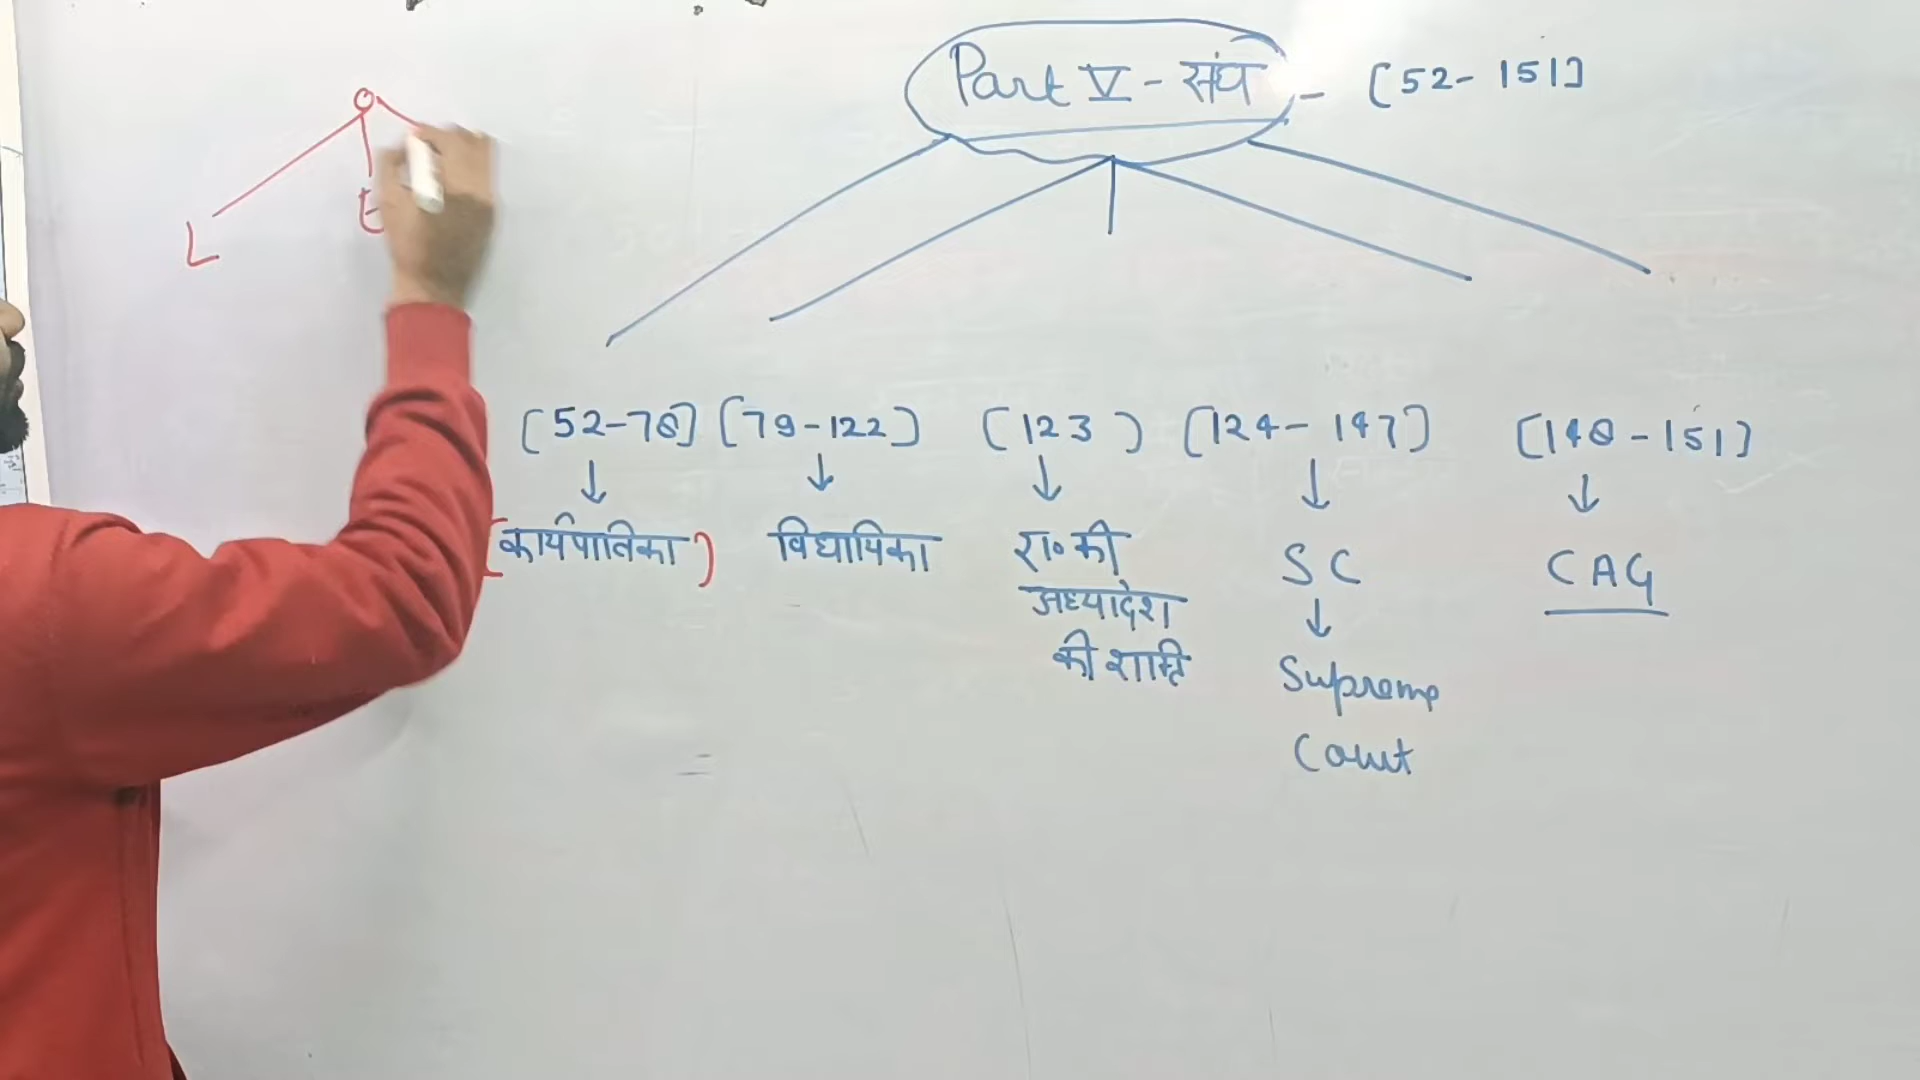 Part V - संघ - [52-151]
L E
[52-78] [79-122] (123) [124-147] [148-151]
(कार्यपालिका) विधायिका रा० की SC CAG
अध्यादेश
की शक्ति Supreme
Court